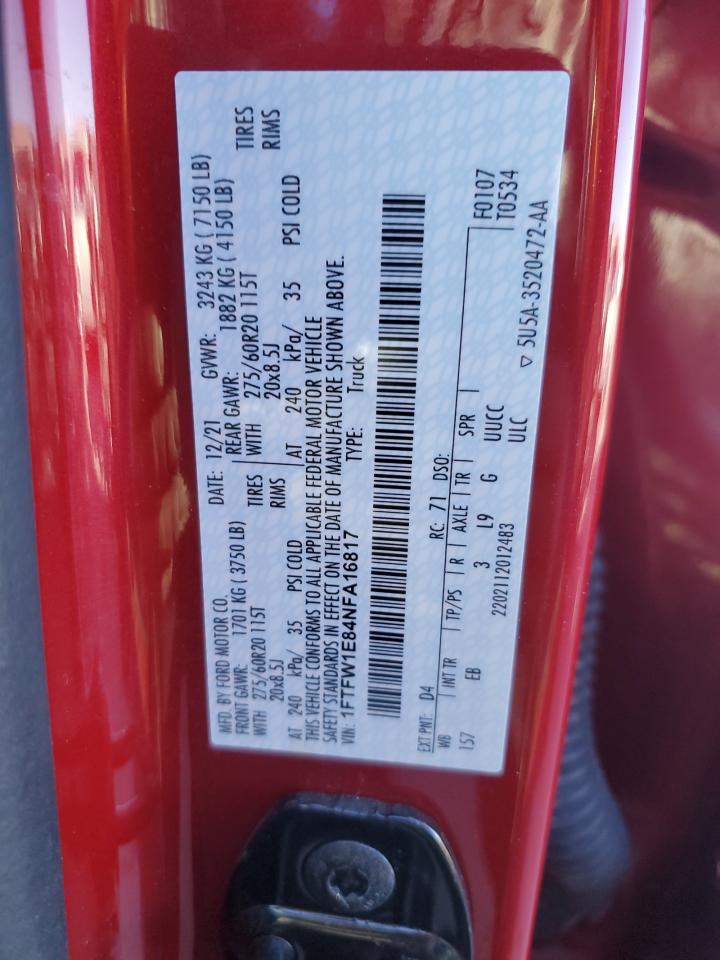 MFD. BY FORD MOTOR CO. DATE: 12/21 GVWR: 3243 KG ( 7150 LB)
FRONT GAWR: 1701 KG ( 3750 LB) REAR GAWR: 1882 KG ( 4150 LB)
WITH 275/60R20 115T TIRES WITH 275/60R20 115T TIRES
20x8.5J RIMS 20x8.5J RIMS
AT 240 kPa/ 35 PSI COLD AT 240 kPa/ 35 PSI COLD
THIS VEHICLE CONFORMS TO ALL APPLICABLE FEDERAL MOTOR VEHICLE
SAFETY STANDARDS IN EFFECT ON THE DATE OF MANUFACTURE SHOWN ABOVE.
VIN: 1FTFW1E84NFA16817 TYPE: Truck
EXT PNT: D4 RC: 71 DSO: F0107
WB INT TR TP/PS R AXLE TR SPR T0534
157 EB 3 L9 G UUCC
2202112012483 ULC ▽ 5U5A-3520472-AA